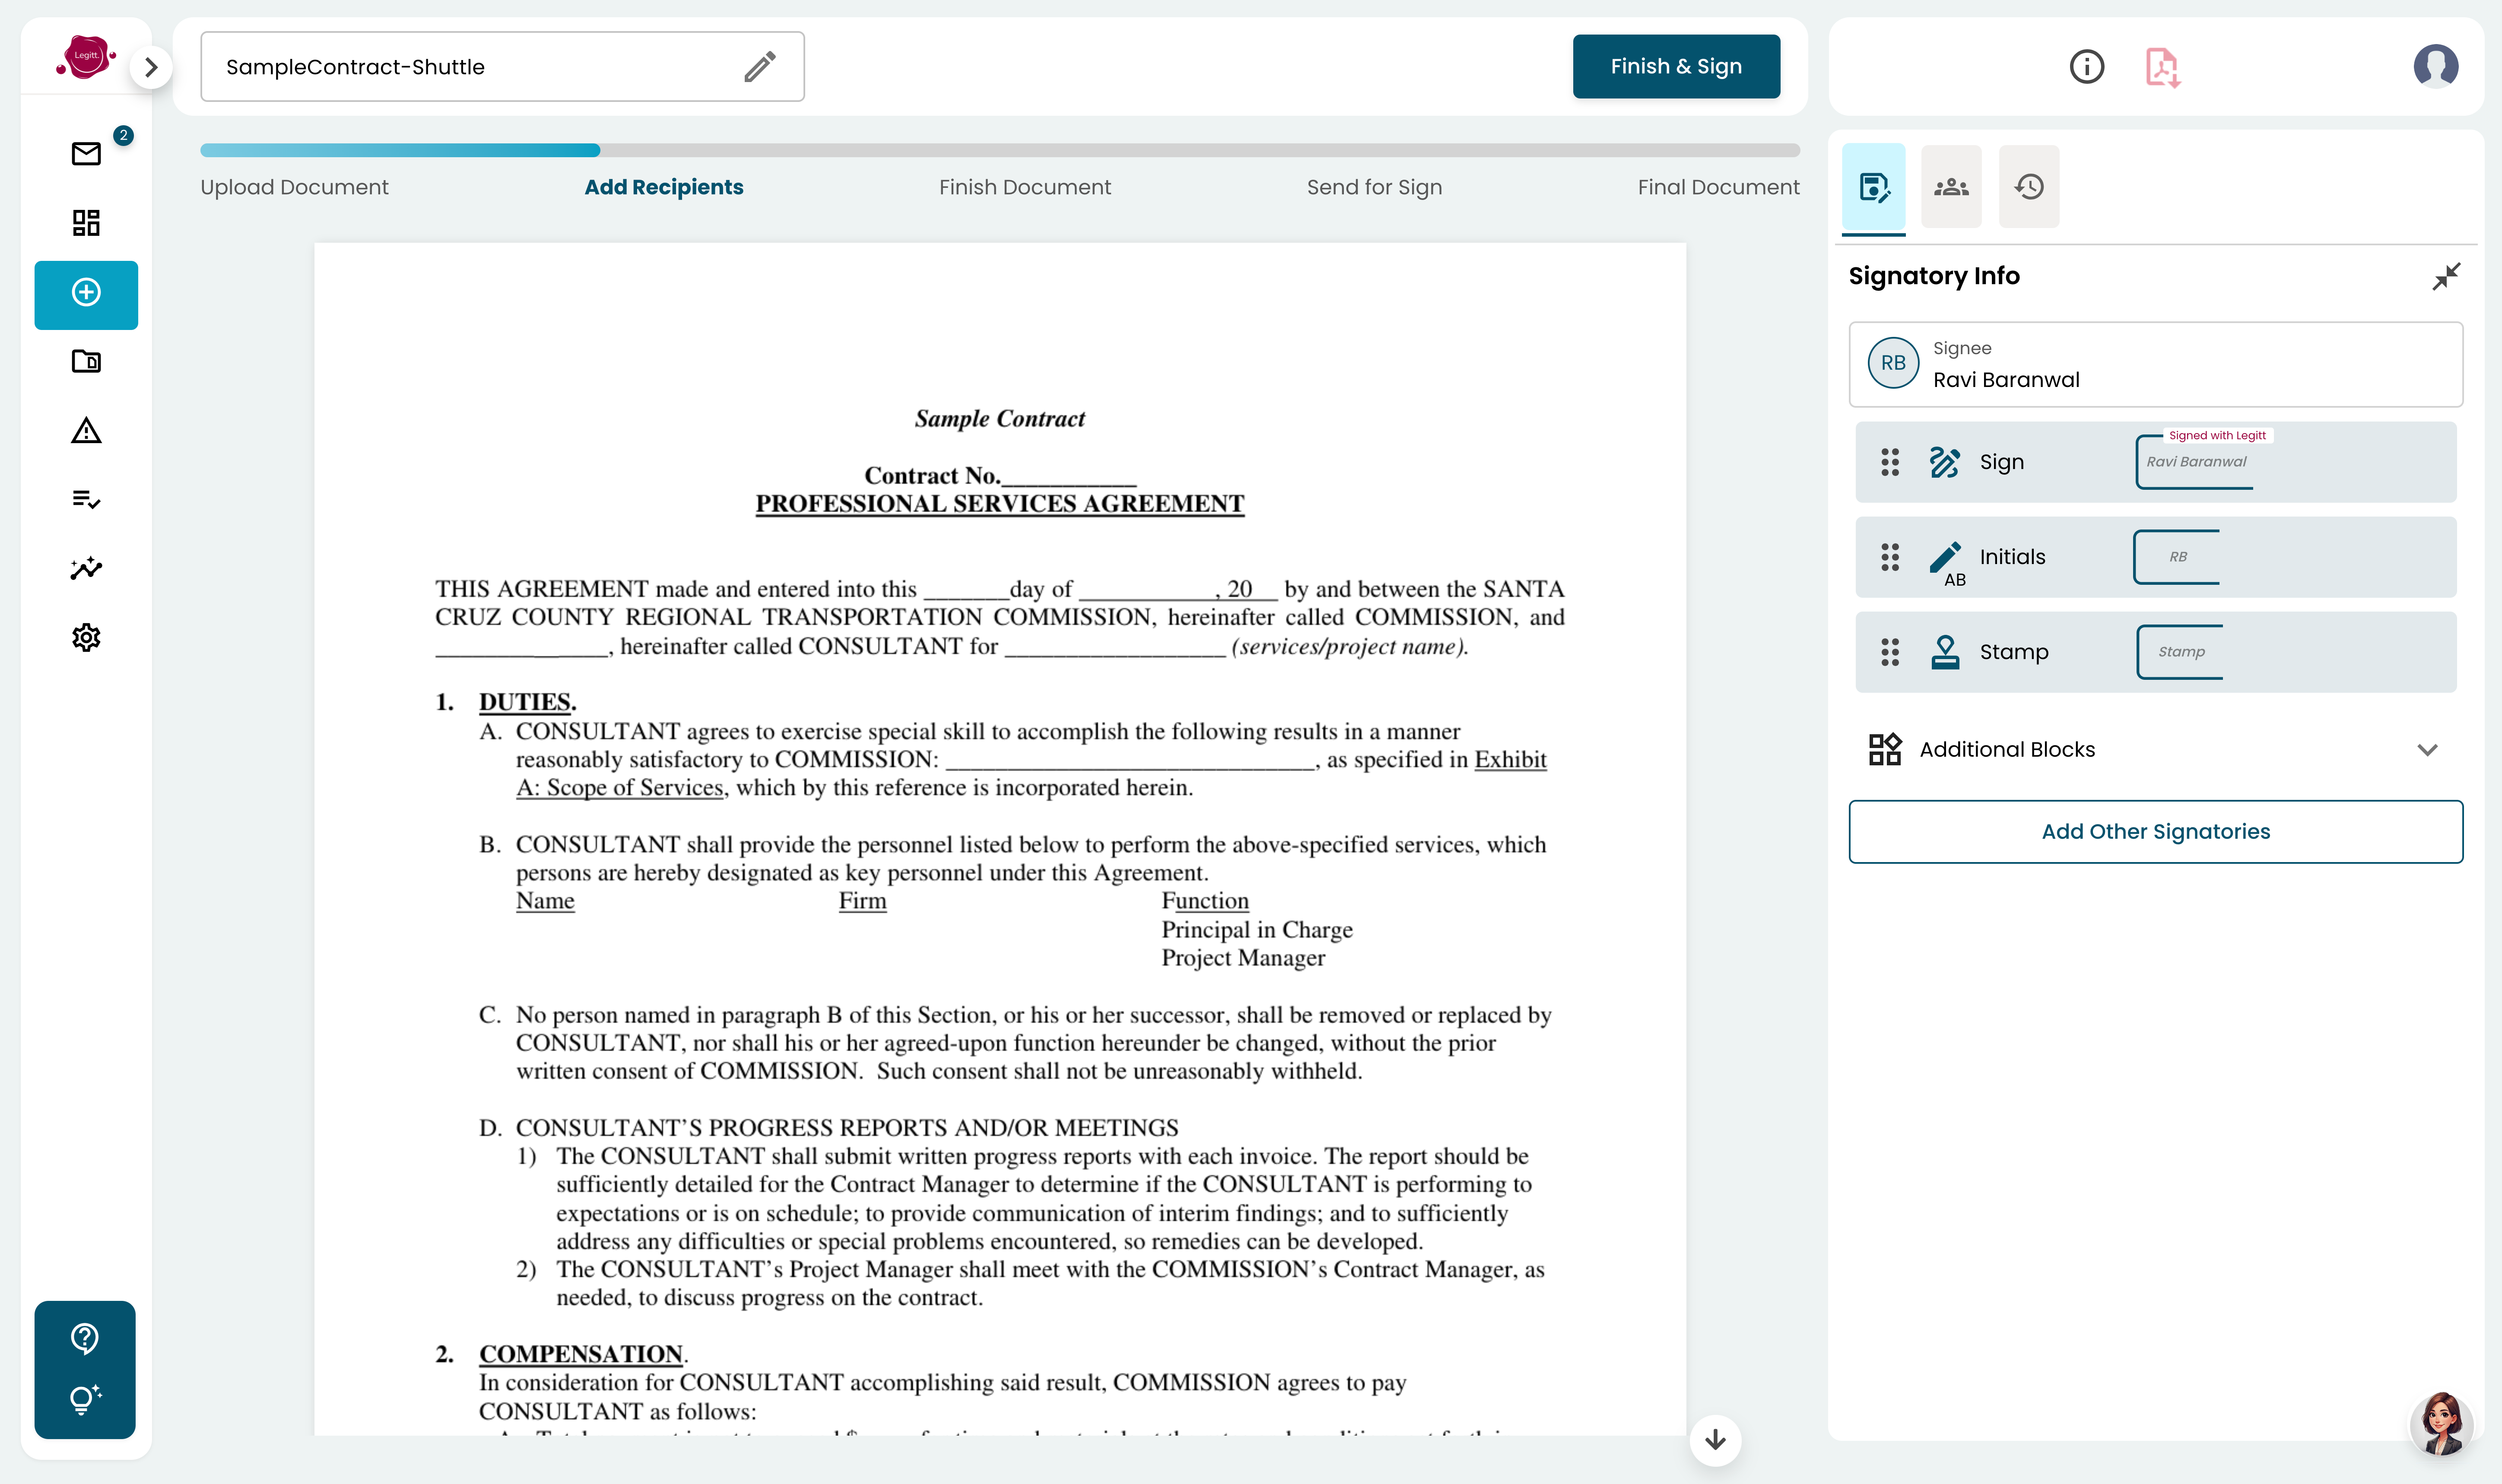 Legitt
SampleContract-Shuttle
Finish & Sign
2
Upload Document
Add Recipients
Finish Document
Send for Sign
Final Document
Sample Contract
Contract No.___________
PROFESSIONAL SERVICES AGREEMENT
THIS AGREEMENT made and entered into this _______day of ___________, 20__ by and between the SANTA
CRUZ COUNTY REGIONAL TRANSPORTATION COMMISSION, hereinafter called COMMISSION, and
______________, hereinafter called CONSULTANT for __________________ (services/project name).
1. DUTIES.
A. CONSULTANT agrees to exercise special skill to accomplish the following results in a manner
reasonably satisfactory to COMMISSION: ______________________________, as specified in Exhibit
A: Scope of Services, which by this reference is incorporated herein.
B. CONSULTANT shall provide the personnel listed below to perform the above-specified services, which
persons are hereby designated as key personnel under this Agreement.
Name Firm Function
Principal in Charge
Project Manager
C. No person named in paragraph B of this Section, or his or her successor, shall be removed or replaced by
CONSULTANT, nor shall his or her agreed-upon function hereunder be changed, without the prior
written consent of COMMISSION. Such consent shall not be unreasonably withheld.
D. CONSULTANT’S PROGRESS REPORTS AND/OR MEETINGS
1) The CONSULTANT shall submit written progress reports with each invoice. The report should be
sufficiently detailed for the Contract Manager to determine if the CONSULTANT is performing to
expectations or is on schedule; to provide communication of interim findings; and to sufficiently
address any difficulties or special problems encountered, so remedies can be developed.
2) The CONSULTANT’s Project Manager shall meet with the COMMISSION’s Contract Manager, as
needed, to discuss progress on the contract.
2. COMPENSATION.
In consideration for CONSULTANT accomplishing said result, COMMISSION agrees to pay
CONSULTANT as follows:
Signatory Info
RB
Signee
Ravi Baranwal
Sign
Signed with Legitt
Ravi Baranwal
AB
Initials
RB
Stamp
Stamp
Additional Blocks
Add Other Signatories